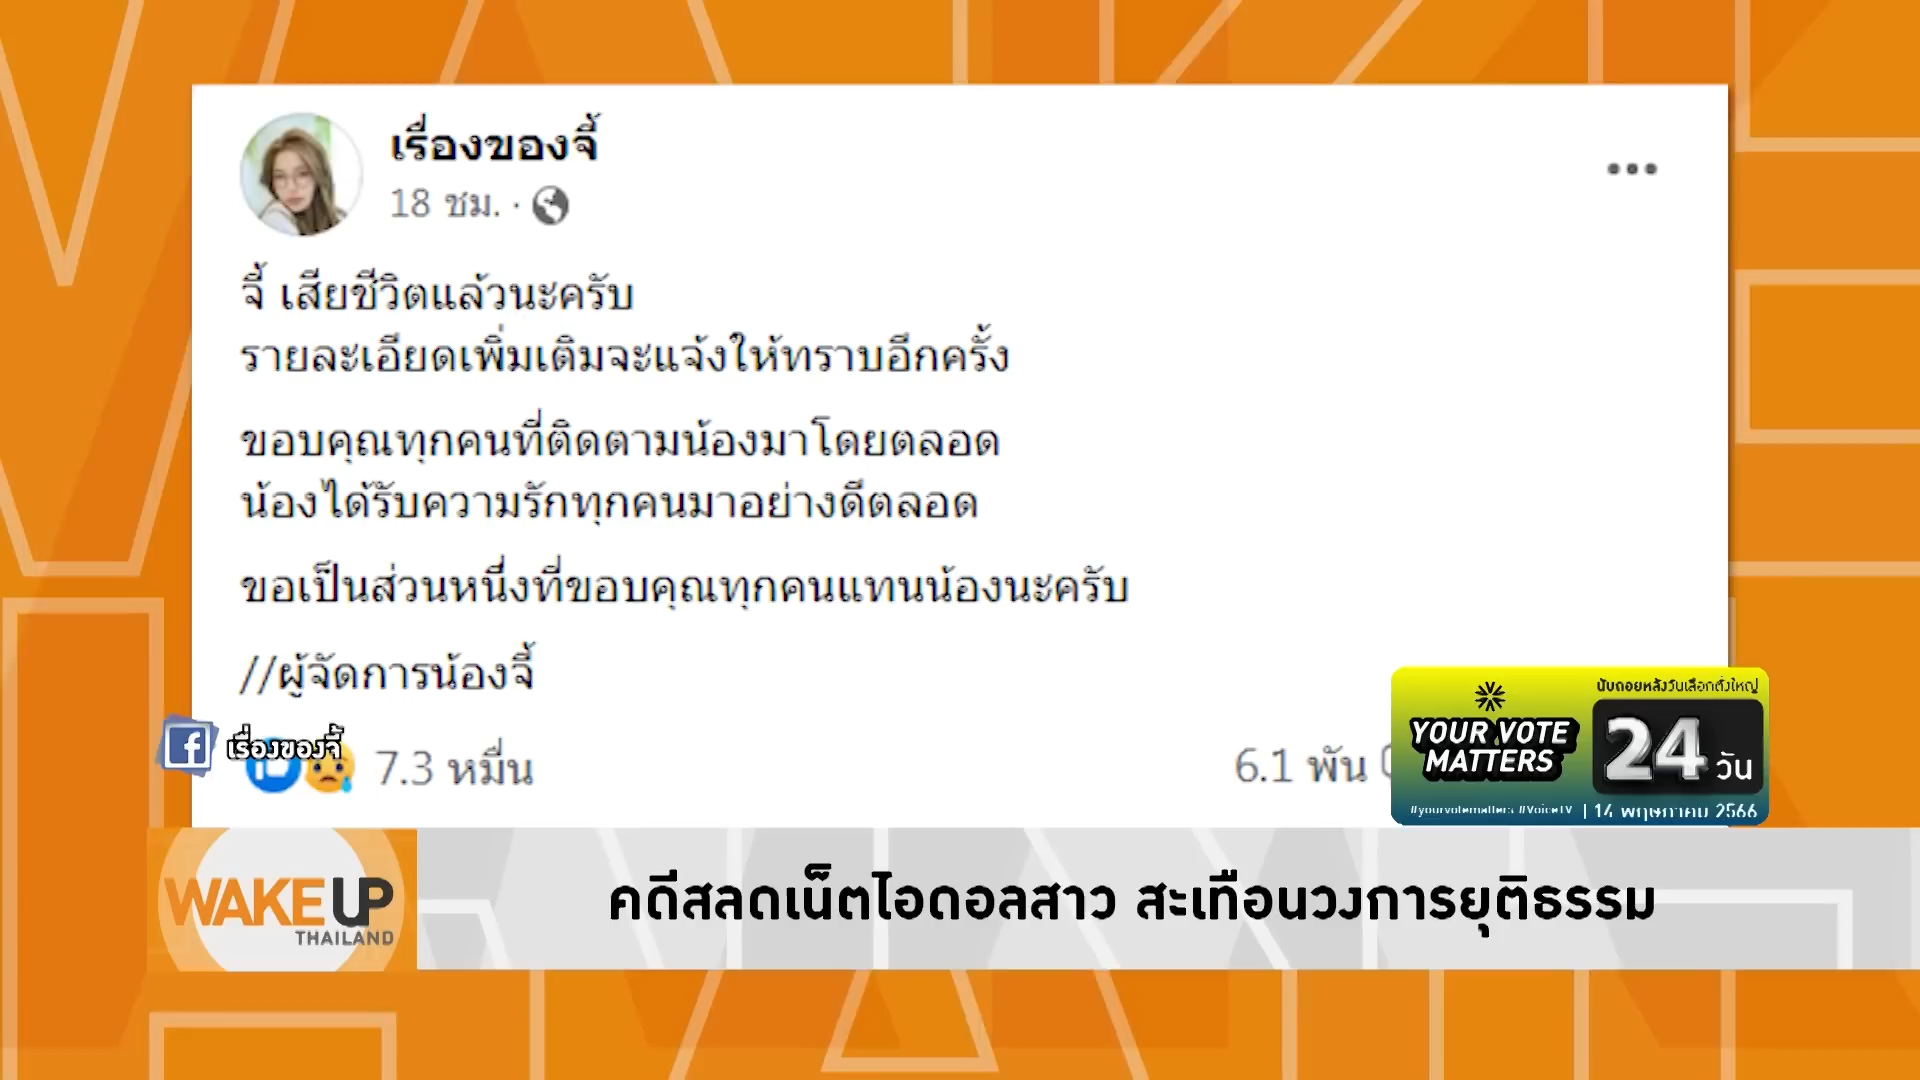 เรื่องของจี้
18 ชม. ·
จี้ เสียชีวิตแล้วนะครับ
รายละเอียดเพิ่มเติมจะแจ้งให้ทราบอีกครั้ง
ขอบคุณทุกคนที่ติดตามน้องมาโดยตลอด
น้องได้รับความรักทุกคนมาอย่างดีตลอด
ขอเป็นส่วนหนึ่งที่ขอบคุณทุกคนแทนน้องนะครับ
//ผู้จัดการน้องจี้
เรื่องของจี้
7.3 หมื่น
6.1 พัน
นับถอยหลังวันเลือกตั้งใหญ่
YOUR VOTE
MATTERS
24 วัน
#yourvotematters #VoiceTV | 14 พฤษภาคม 2566
WAKE UP
THAILAND
คดีสลดเน็ตไอดอลสาว สะเทือนวงการยุติธรรม